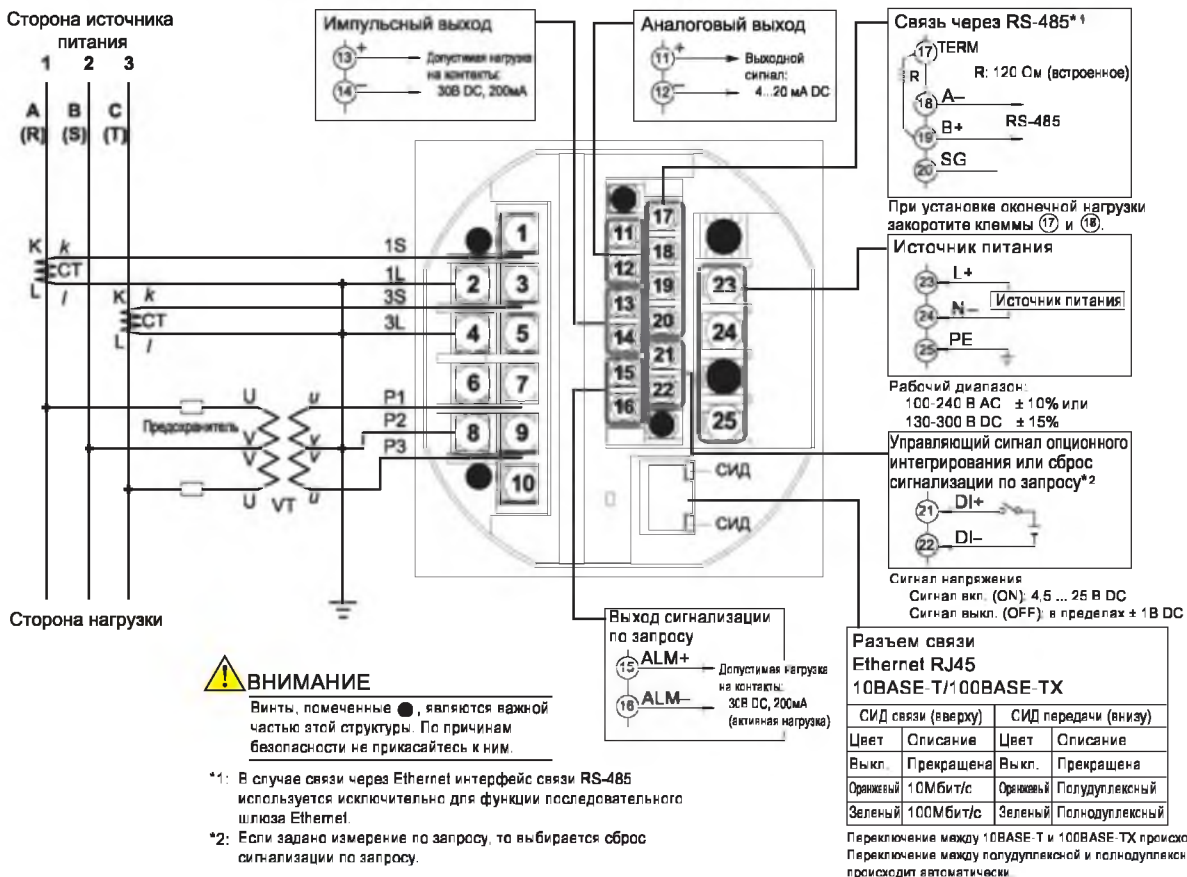 Сторона источника
питания
1 2 3
A B C
(R) (S) (T)
Импульсный выход
13 +
14 −
Допустимая нагрузка
на контакты:
30В DC, 200мА
Аналоговый выход
11 +
12 −
Выходной
сигнал:
4...20 мА DC
Связь через RS-485*1
17 TERM
R
R: 120 Ом (встроенное)
18 A−
19 B+
RS-485
20 SG
При установке оконечной нагрузки
закоротите клеммы 17 и 18.
Источник питания
23 L+
24 N−
Источник питания
25 PE
Рабочий диапазон:
100-240 В AC ± 10% или
130-300 В DC ± 15%
Управляющий сигнал опционного
интегрирования или сброс
сигнализации по запросу*2
21 DI+
22 DI−
Сигнал напряжения
Сигнал вкл. (ON): 4,5 ... 25 В DC
Сигнал выкл. (OFF): в пределах ± 1В DC
K k
CT
L l
K k
CT
L l
1S
1L
3S
3L
P1
P2
P3
U u
Предохранитель
V v
V v
U u
VT
1
2 3
4 5
6 7
8 9
10
11
12
13
14
15
16
17
18
19
20
21
22
23
24
25
СИД
СИД
Сторона нагрузки
Выход сигнализации
по запросу
15 ALM+
16 ALM−
Допустимая нагрузка
на контакты:
30В DC, 200мА
(активная нагрузка)
Разъем связи
Ethernet RJ45
10BASE-T/100BASE-TX
СИД связи (вверху) СИД передачи (внизу)
Цвет Описание Цвет Описание
Выкл. Прекращена Выкл. Прекращена
Оранжевый 10Мбит/с Оранжевый Полудуплексный
Зеленый 100Мбит/с Зеленый Полнодуплексный
Переключение между 10BASE-T и 100BASE-TX происхо
Переключение между полудуплексной и полнодуплексн
происходит автоматически.
ВНИМАНИЕ
Винты, помеченные ●, являются важной
частью этой структуры. По причинам
безопасности не прикасайтесь к ним.
*1: В случае связи через Ethernet интерфейс связи RS-485
используется исключительно для функции последовательного
шлюза Ethernet.
*2: Если задано измерение по запросу, то выбирается сброс
сигнализации по запросу.